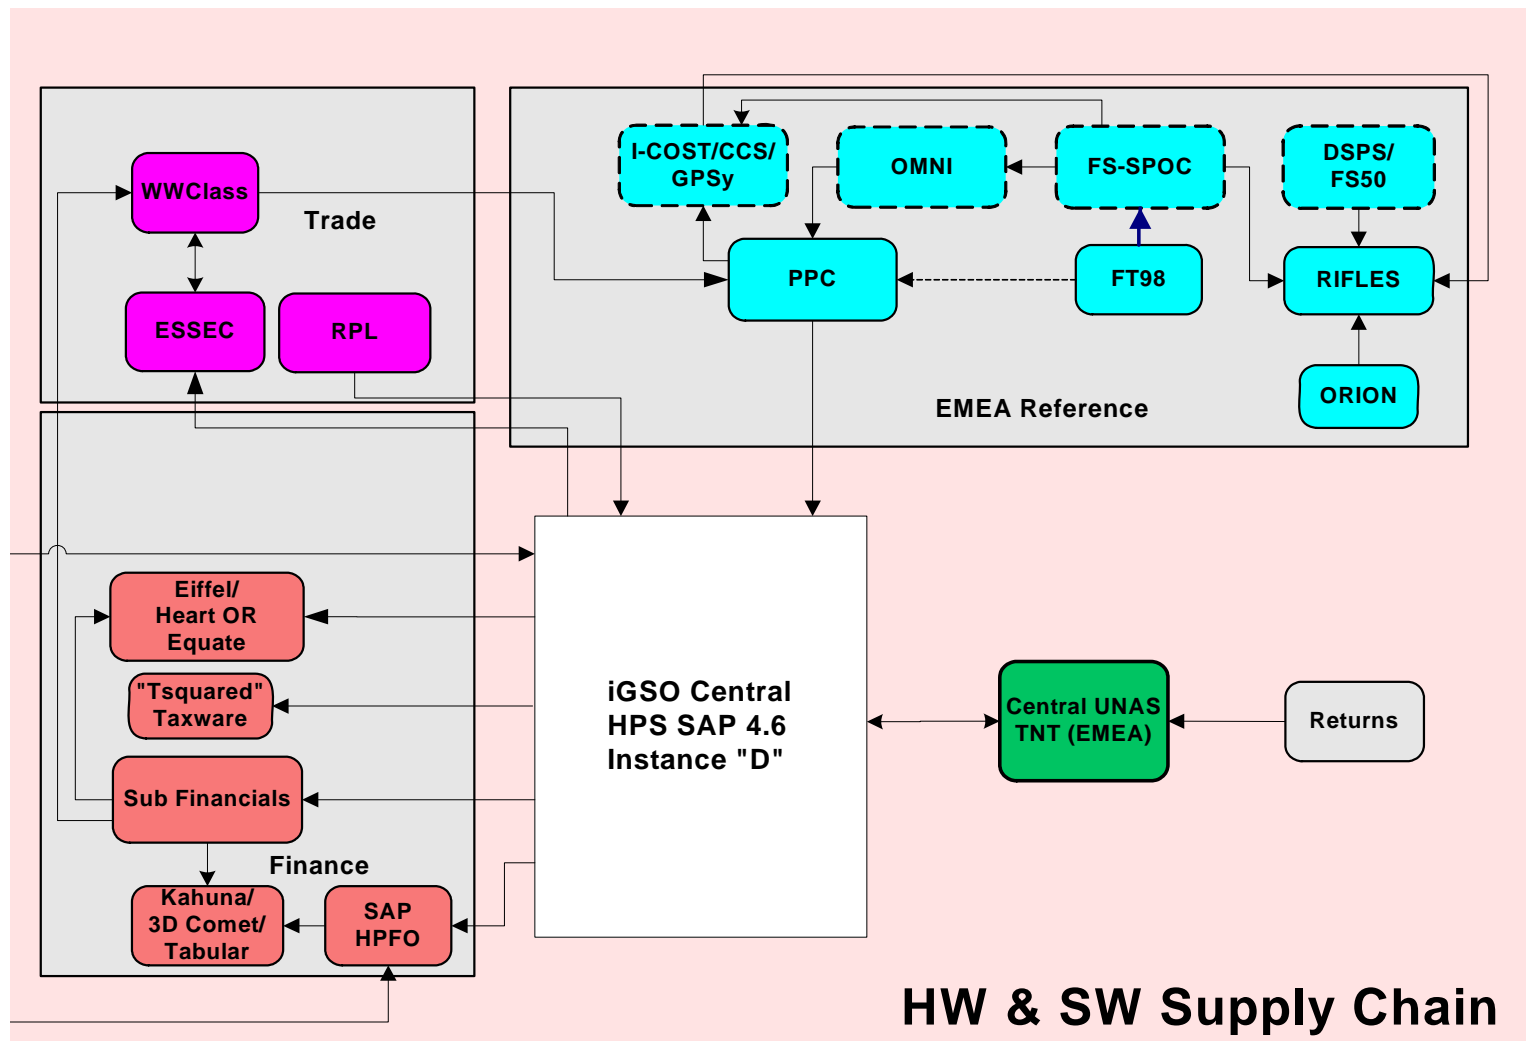 WWClass
Trade
ESSEC
RPL
I-COST/CCS/
GPSy
OMNI
FS-SPOC
DSPS/
FS50
PPC
FT98
RIFLES
ORION
EMEA Reference
Eiffel/
Heart OR
Equate
"Tsquared"
Taxware
Sub Financials
Finance
Kahuna/
3D Comet/
Tabular
SAP
HPFO
iGSO Central
HPS SAP 4.6
Instance "D"
Central UNAS
TNT (EMEA)
Returns
HW & SW Supply Chain